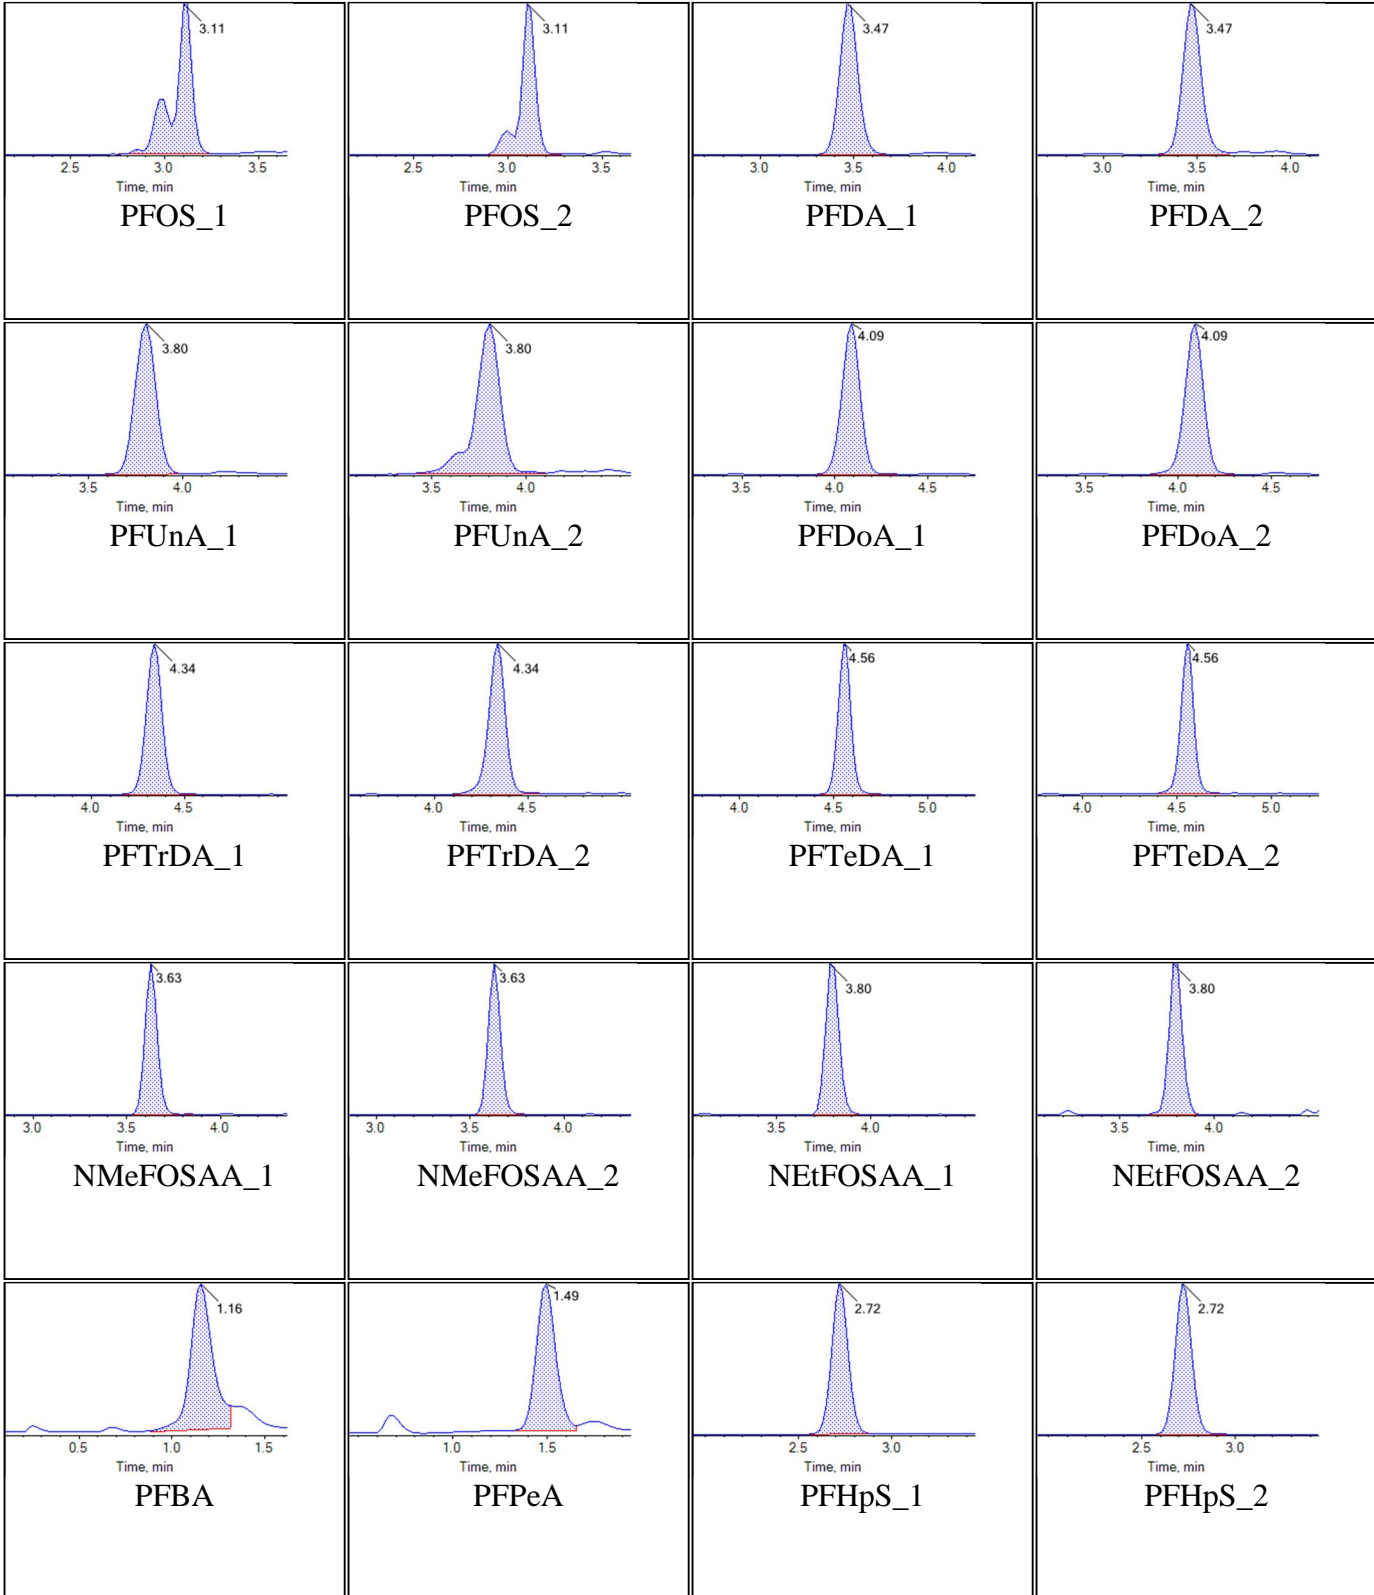 3.11
2.5 3.0 3.5
Time, min
PFOS_1
3.11
2.5 3.0 3.5
Time, min
PFOS_2
3.47
3.0 3.5 4.0
Time, min
PFDA_1
3.47
3.0 3.5 4.0
Time, min
PFDA_2
3.80
3.5 4.0
Time, min
PFUnA_1
3.80
3.5 4.0
Time, min
PFUnA_2
4.09
3.5 4.0 4.5
Time, min
PFDoA_1
4.09
3.5 4.0 4.5
Time, min
PFDoA_2
4.34
4.0 4.5
Time, min
PFTrDA_1
4.34
4.0 4.5
Time, min
PFTrDA_2
4.56
4.0 4.5 5.0
Time, min
PFTeDA_1
4.56
4.0 4.5 5.0
Time, min
PFTeDA_2
3.63
3.0 3.5 4.0
Time, min
NMeFOSAA_1
3.63
3.0 3.5 4.0
Time, min
NMeFOSAA_2
3.80
3.5 4.0
Time, min
NEtFOSAA_1
3.80
3.5 4.0
Time, min
NEtFOSAA_2
1.16
0.5 1.0 1.5
Time, min
PFBA
1.49
1.0 1.5
Time, min
PFPeA
2.72
2.5 3.0
Time, min
PFHpS_1
2.72
2.5 3.0
Time, min
PFHpS_2